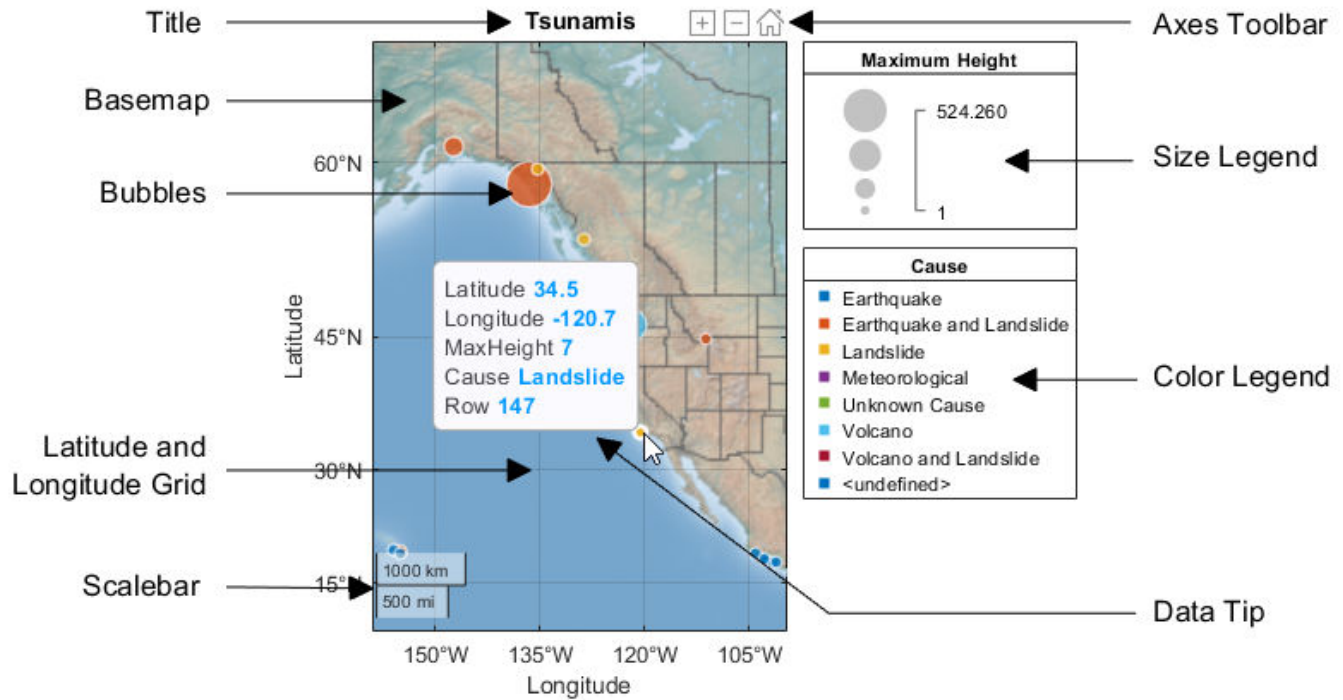 Title
Tsunamis
Axes Toolbar
Basemap
Bubbles
Latitude and
Longitude Grid
Scalebar
Maximum Height
524.260
1
Size Legend
Cause
Earthquake
Earthquake and Landslide
Landslide
Meteorological
Unknown Cause
Volcano
Volcano and Landslide
<undefined>
Color Legend
Data Tip
Latitude
60°N
45°N
30°N
15°N
Latitude 34.5
Longitude -120.7
MaxHeight 7
Cause Landslide
Row 147
1000 km
500 mi
150°W 135°W 120°W 105°W
Longitude